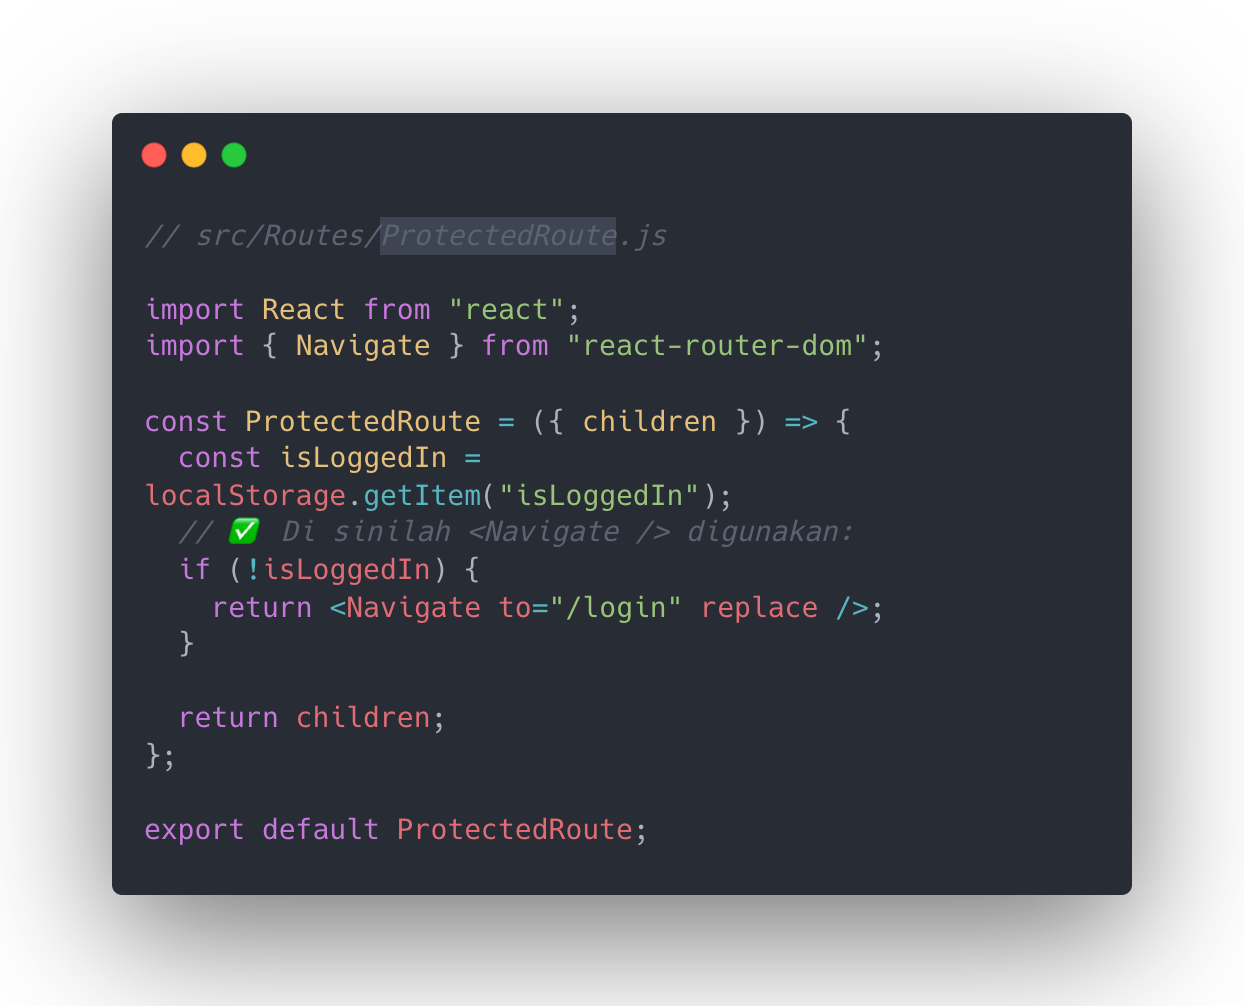 // src/Routes/ProtectedRoute.js
import React from "react";
import { Navigate } from "react-router-dom";
const ProtectedRoute = ({ children }) => {
  const isLoggedIn =
localStorage.getItem("isLoggedIn");
  // ✅ Di sinilah <Navigate /> digunakan:
  if (!isLoggedIn) {
    return <Navigate to="/login" replace />;
  }
  return children;
};
export default ProtectedRoute;